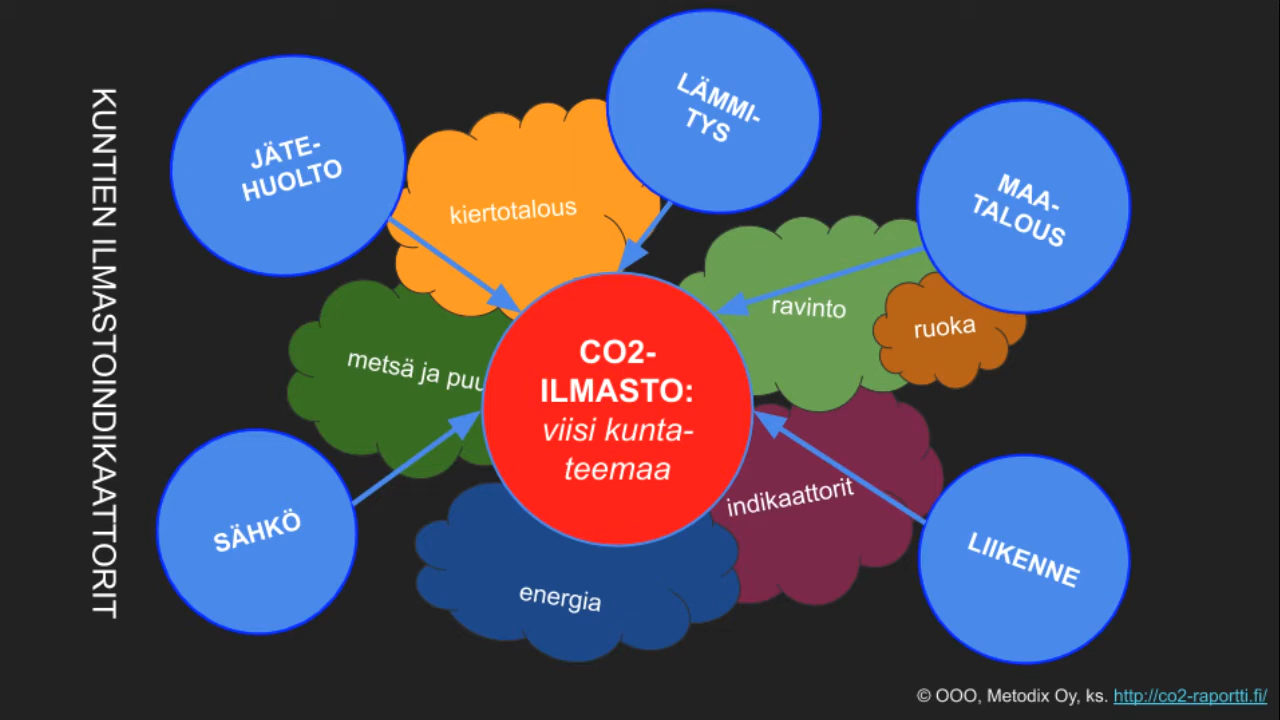 KUNTIEN ILMASTOINDIKAATTORIT
JÄTE-
HUOLTO
LÄMMI-
TYS
MAA-
TALOUS
kiertotalous
ravinto
ruoka
metsä ja puu
CO2-
ILMASTO:
viisi kunta-
teemaa
indikaattorit
SÄHKÖ
LIIKENNE
energia
© OOO, Metodix Oy, ks. http://co2-raportti.fi/